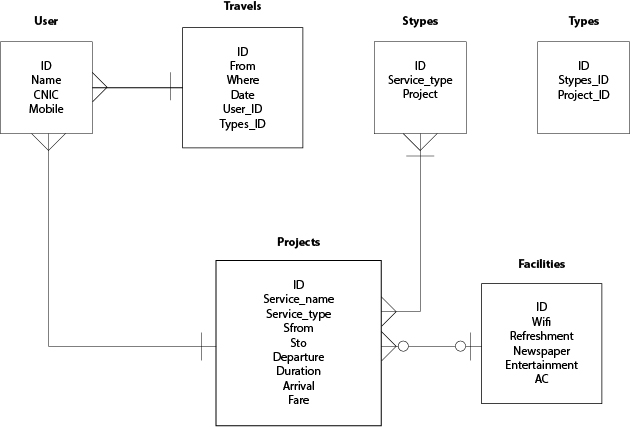 User
ID
Name
CNIC
Mobile
Travels
ID
From
Where
Date
User_ID
Types_ID
Stypes
ID
Service_type
Project
Types
ID
Stypes_ID
Project_ID
Projects
ID
Service_name
Service_type
Sfrom
Sto
Departure
Duration
Arrival
Fare
Facilities
ID
Wifi
Refreshment
Newspaper
Entertainment
AC